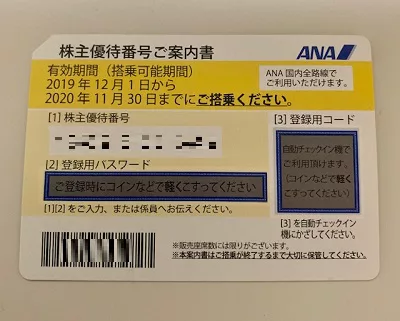 株主優待番号ご案内書
ANA
有効期間（搭乗可能期間）
2019年12月1日から
2020年11月30日までにご搭乗ください。
ANA国内全路線で
ご利用いただけます。
[1] 株主優待番号
[2] 登録用パスワード
ご登録時にコインなどで軽くこすってください
[1][2]をご入力、または係員へお伝えください。
[3] 登録用コード
自動チェックイン機で
ご利用頂けます。
（コインなどで軽く
こすってください）
[3]を自動チェックイン
機にかざしてください。
※販売座席数には限りがございます。
※本案内書はご搭乗が終了するまで大切に保管してください。